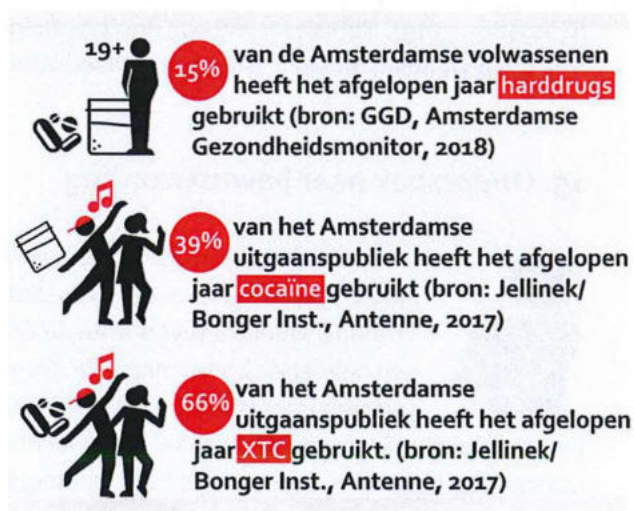 19+
15% van de Amsterdamse volwassenen
heeft het afgelopen jaar harddrugs
gebruikt (bron: GGD, Amsterdamse
Gezondheidsmonitor, 2018)
39% van het Amsterdamse
uitgaanspubliek heeft het afgelopen
jaar cocaïne gebruikt (bron: Jellinek/
Bonger Inst., Antenne, 2017)
66% van het Amsterdamse
uitgaanspubliek heeft het afgelopen
jaar XTC gebruikt. (bron: Jellinek/
Bonger Inst., Antenne, 2017)